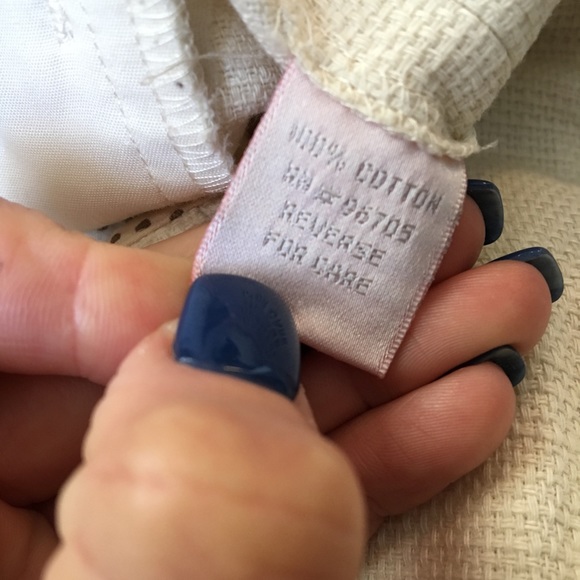 100% COTTON
RN # 96705
REVERSE
FOR CARE